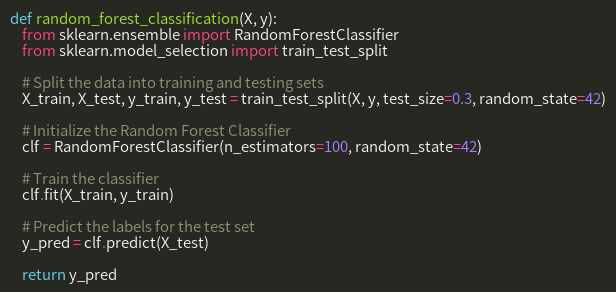 def random_forest_classification(X, y):
    from sklearn.ensemble import RandomForestClassifier
    from sklearn.model_selection import train_test_split
    # Split the data into training and testing sets
    X_train, X_test, y_train, y_test = train_test_split(X, y, test_size=0.3, random_state=42)
    # Initialize the Random Forest Classifier
    clf = RandomForestClassifier(n_estimators=100, random_state=42)
    # Train the classifier
    clf.fit(X_train, y_train)
    # Predict the labels for the test set
    y_pred = clf.predict(X_test)
    return y_pred